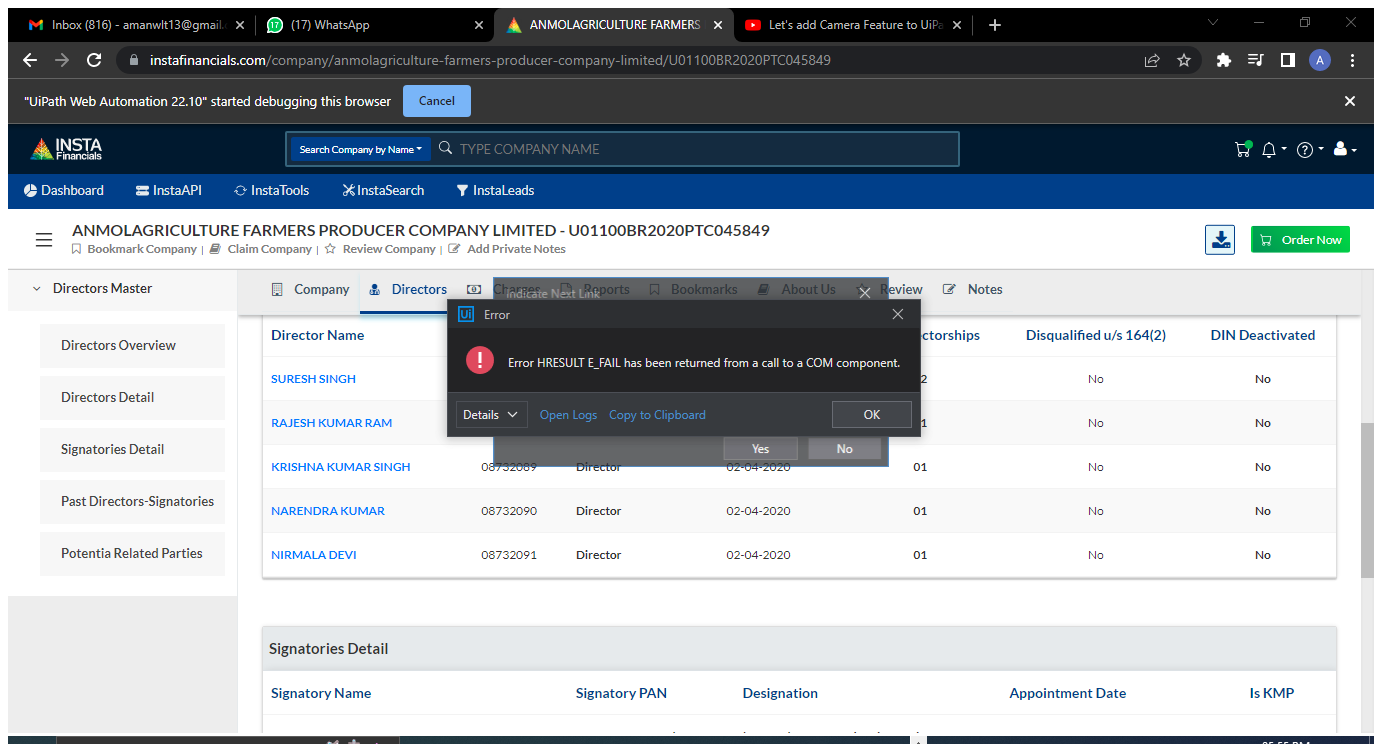 Inbox (816) - amanwlt13@gmail.
(17) WhatsApp
ANMOLAGRICULTURE FARMERS
Let's add Camera Feature to UiPa
instafinancials.com/company/anmolagriculture-farmers-producer-company-limited/U01100BR2020PTC045849
A
"UiPath Web Automation 22.10" started debugging this browser
Cancel
INSTA
Financials
Search Company by Name
TYPE COMPANY NAME
Dashboard InstaAPI InstaTools InstaSearch InstaLeads
ANMOLAGRICULTURE FARMERS PRODUCER COMPANY LIMITED - U01100BR2020PTC045849
Bookmark Company | Claim Company | Review Company | Add Private Notes
Order Now
Directors Master
Directors Overview
Directors Detail
Signatories Detail
Past Directors-Signatories
Potentia Related Parties
Company Directors Charges Reports Bookmarks About Us Review Notes
Indicate Next Link
Ui Error
Error HRESULT E_FAIL has been returned from a call to a COM component.
Details Open Logs Copy to Clipboard OK
Yes No
Director Name ctorships Disqualified u/s 164(2) DIN Deactivated
SURESH SINGH 2 No No
RAJESH KUMAR RAM 1 No No
KRISHNA KUMAR SINGH 08732089 Director 02-04-2020 01 No No
NARENDRA KUMAR 08732090 Director 02-04-2020 01 No No
NIRMALA DEVI 08732091 Director 02-04-2020 01 No No
Signatories Detail
Signatory Name Signatory PAN Designation Appointment Date Is KMP